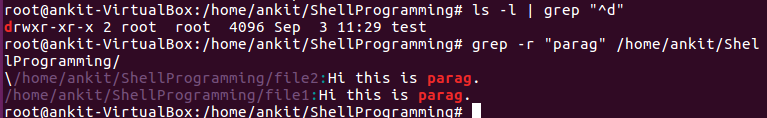 root@ankit-VirtualBox:/home/ankit/ShellProgramming# ls -l | grep "^d"
drwxr-xr-x 2 root  root  4096 Sep  3 11:29 test
root@ankit-VirtualBox:/home/ankit/ShellProgramming# grep -r "parag" /home/ankit/Shel
lProgramming/
\/home/ankit/ShellProgramming/file2:Hi this is parag.
/home/ankit/ShellProgramming/file1:Hi this is parag.
root@ankit-VirtualBox:/home/ankit/ShellProgramming#